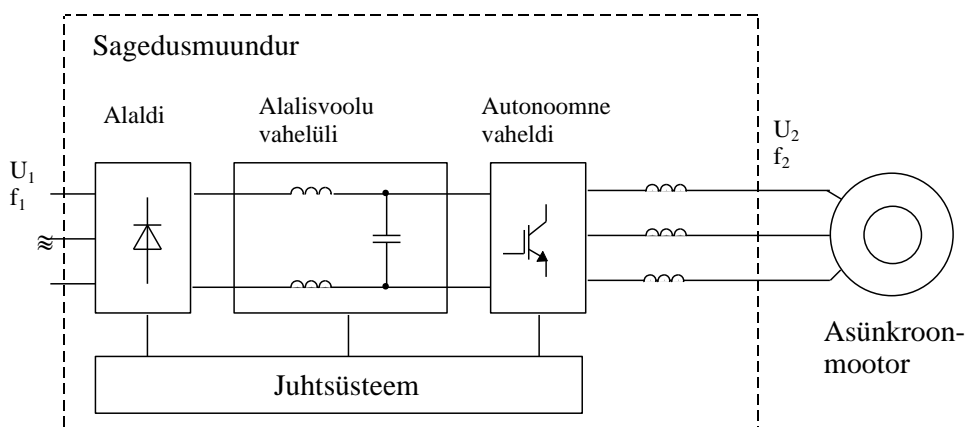 Sagedusmuundur
Alaldi
Alalisvoolu
vahelüli
Autonoomne
vaheldi
U1
f1
≈
U2
f2
Asünkroon-
mootor
Juhtsüsteem